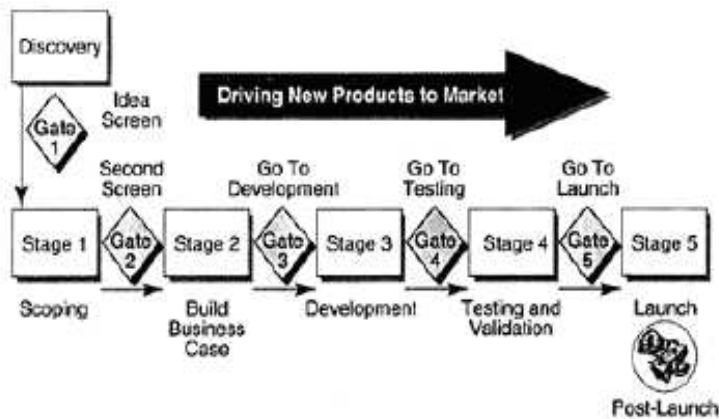 Discovery
Driving New Products to Market
Idea
Screen
Gate
1
Second
Screen
Go To
Development
Go To
Testing
Go To
Launch
Stage 1
Gate
2
Stage 2
Gate
3
Stage 3
Gate
4
Stage 4
Gate
5
Stage 5
Scoping
Build
Business
Case
Development
Testing and
Validation
Launch
Post-Launch